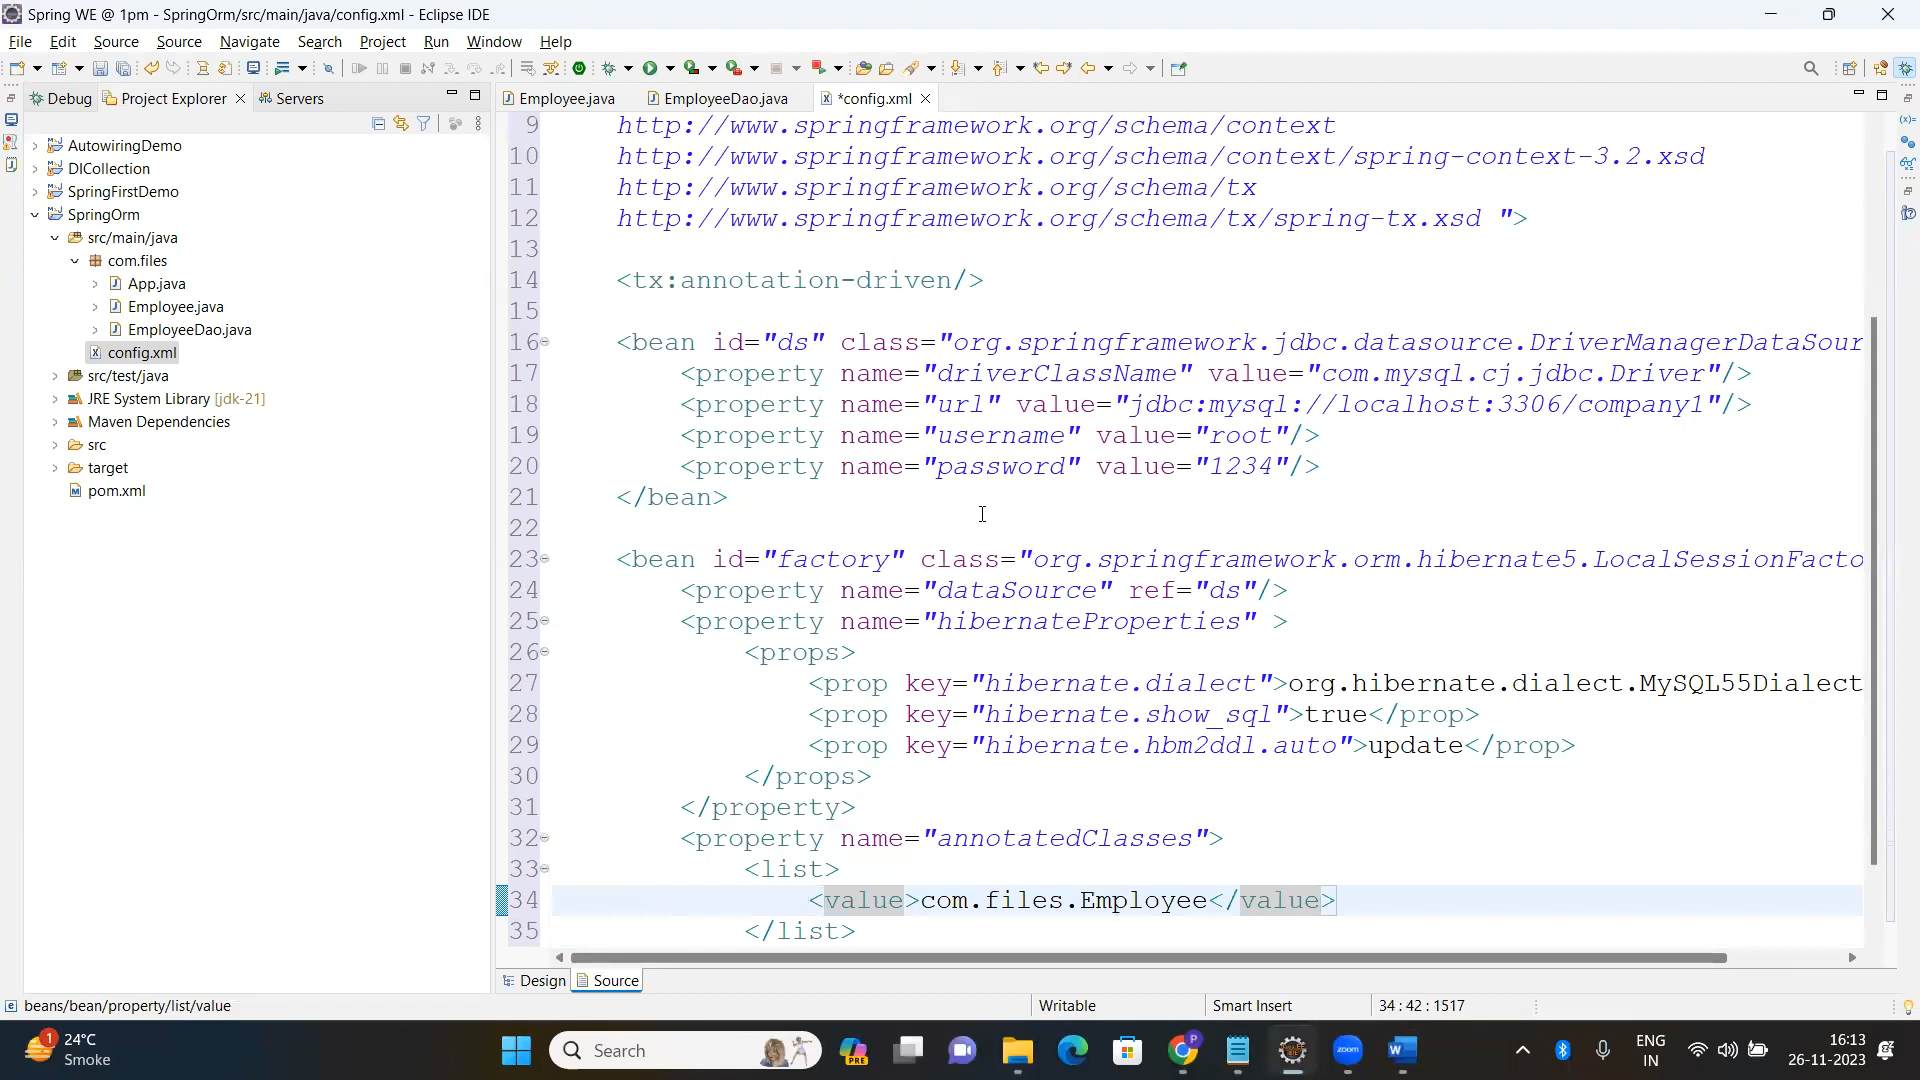 Spring WE @ 1pm - SpringOrm/src/main/java/config.xml - Eclipse IDE
File Edit Source Source Navigate Search Project Run Window Help
Debug Project Explorer Servers
Employee.java EmployeeDao.java *config.xml
AutowiringDemo
DICollection
SpringFirstDemo
SpringOrm
src/main/java
com.files
App.java
Employee.java
EmployeeDao.java
config.xml
src/test/java
JRE System Library [jdk-21]
Maven Dependencies
src
target
pom.xml
9 http://www.springframework.org/schema/context
10 http://www.springframework.org/schema/context/spring-context-3.2.xsd
11 http://www.springframework.org/schema/tx
12 http://www.springframework.org/schema/tx/spring-tx.xsd ">
13
14 <tx:annotation-driven/>
15
16 <bean id="ds" class="org.springframework.jdbc.datasource.DriverManagerDataSour
17 <property name="driverClassName" value="com.mysql.cj.jdbc.Driver"/>
18 <property name="url" value="jdbc:mysql://localhost:3306/company1"/>
19 <property name="username" value="root"/>
20 <property name="password" value="1234"/>
21 </bean>
22
23 <bean id="factory" class="org.springframework.orm.hibernate5.LocalSessionFacto
24 <property name="dataSource" ref="ds"/>
25 <property name="hibernateProperties" >
26 <props>
27 <prop key="hibernate.dialect">org.hibernate.dialect.MySQL55Dialect
28 <prop key="hibernate.show_sql">true</prop>
29 <prop key="hibernate.hbm2ddl.auto">update</prop>
30 </props>
31 </property>
32 <property name="annotatedClasses">
33 <list>
34 <value>com.files.Employee</value>
35 </list>
Design Source
beans/bean/property/list/value Writable Smart Insert 34 : 42 : 1517
1
24°C
Smoke
Search
PRE
zoom
ENG
IN
16:13
26-11-2023